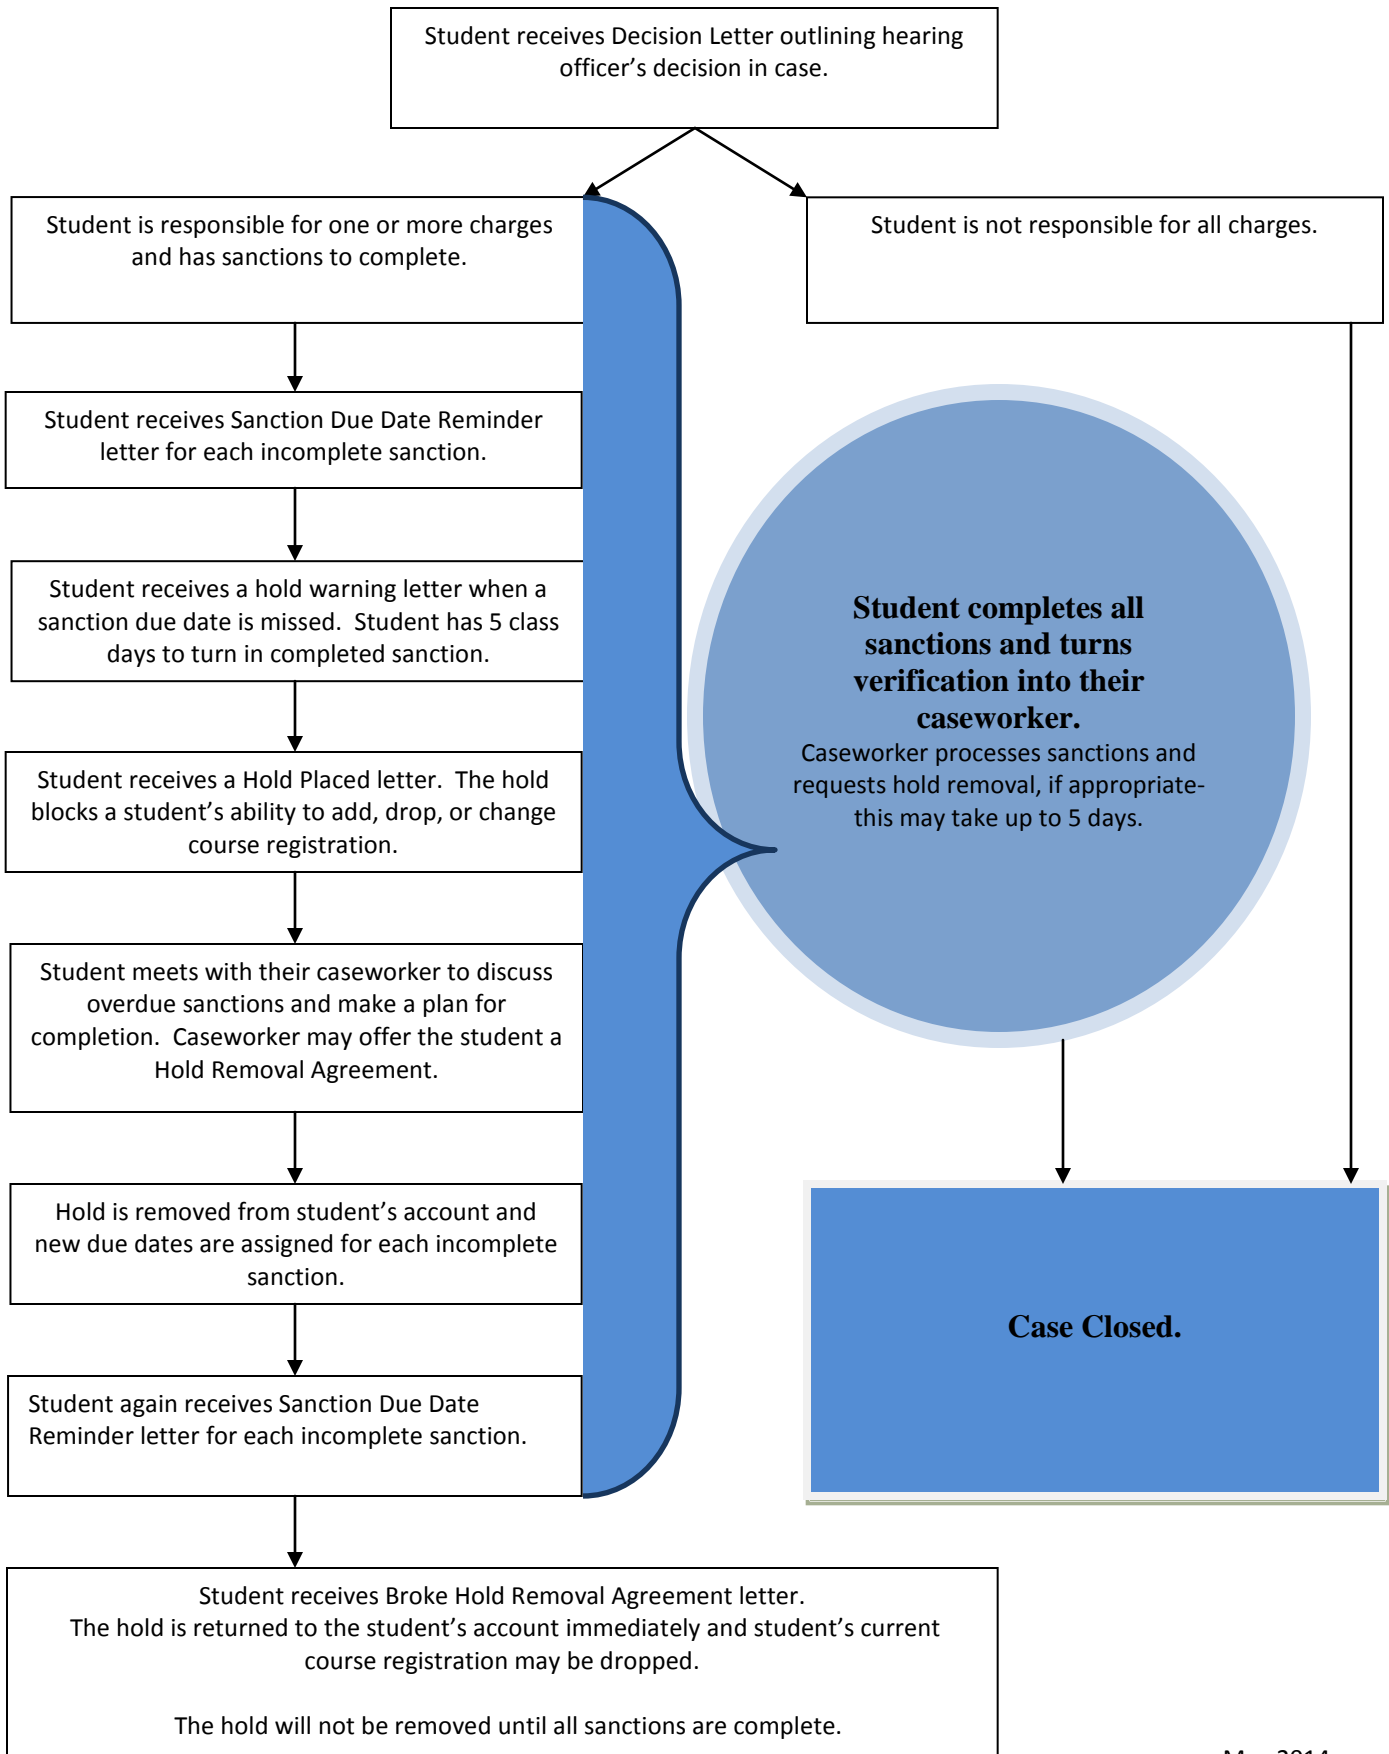 Student receives Decision Letter outlining hearing
officer’s decision in case.
Student is responsible for one or more charges
and has sanctions to complete.
Student is not responsible for all charges.
Student receives Sanction Due Date Reminder
letter for each incomplete sanction.
Student receives a hold warning letter when a
sanction due date is missed.  Student has 5 class
days to turn in completed sanction.
Student receives a Hold Placed letter.  The hold
blocks a student’s ability to add, drop, or change
course registration.
Student meets with their caseworker to discuss
overdue sanctions and make a plan for
completion.  Caseworker may offer the student a
Hold Removal Agreement.
Hold is removed from student’s account and
new due dates are assigned for each incomplete
sanction.
Student again receives Sanction Due Date
Reminder letter for each incomplete sanction.
Student receives Broke Hold Removal Agreement letter.
The hold is returned to the student’s account immediately and student’s current
course registration may be dropped.
The hold will not be removed until all sanctions are complete.
Student completes all
sanctions and turns
verification into their
caseworker.
Caseworker processes sanctions and
requests hold removal, if appropriate-
this may take up to 5 days.
Case Closed.
2014